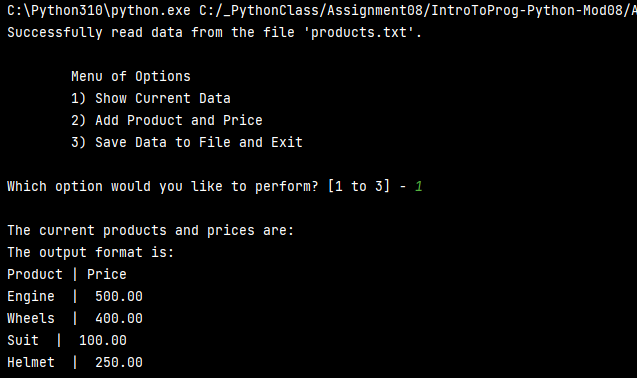 C:\Python310\python.exe C:/_PythonClass/Assignment08/IntroToProg-Python-Mod08/
Successfully read data from the file 'products.txt'.
Menu of Options
1) Show Current Data
2) Add Product and Price
3) Save Data to File and Exit
Which option would you like to perform? [1 to 3] - 1
The current products and prices are:
The output format is:
Product | Price
Engine  |  500.00
Wheels  |  400.00
Suit  |  100.00
Helmet  |  250.00